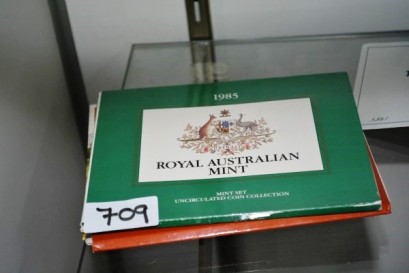 1985
ROYAL AUSTRALIAN
MINT
MINT SET
UNCIRCULATED COIN COLLECTION
709